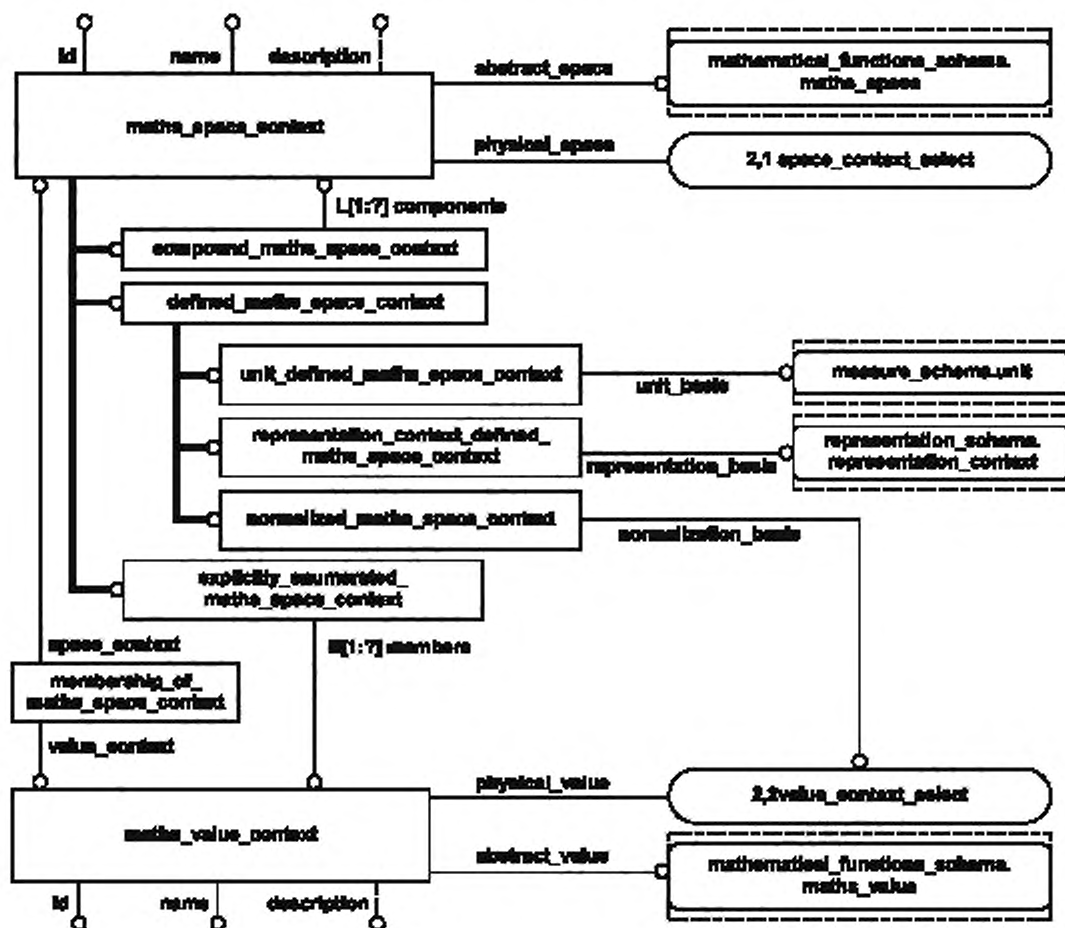 id
name
description
maths_space_context
abstract_space
mathematical_functions_schema.
maths_space
physical_space
2,1 space_context_select
L[1:?] components
compound_maths_space_context
defined_maths_space_context
unit_defined_maths_space_context
unit_basis
measure_schema.unit
representation_context_defined_
maths_space_context
representation_basis
representation_schema.
representation_context
normalized_maths_space_context
normalization_basis
explicitly_enumerated_
maths_space_context
space_context
[1:?] members
membership_of_
maths_space_context
value_context
physical_value
2,2value_context_select
maths_value_context
abstract_value
mathematical_functions_schema.
maths_value
id
name
description